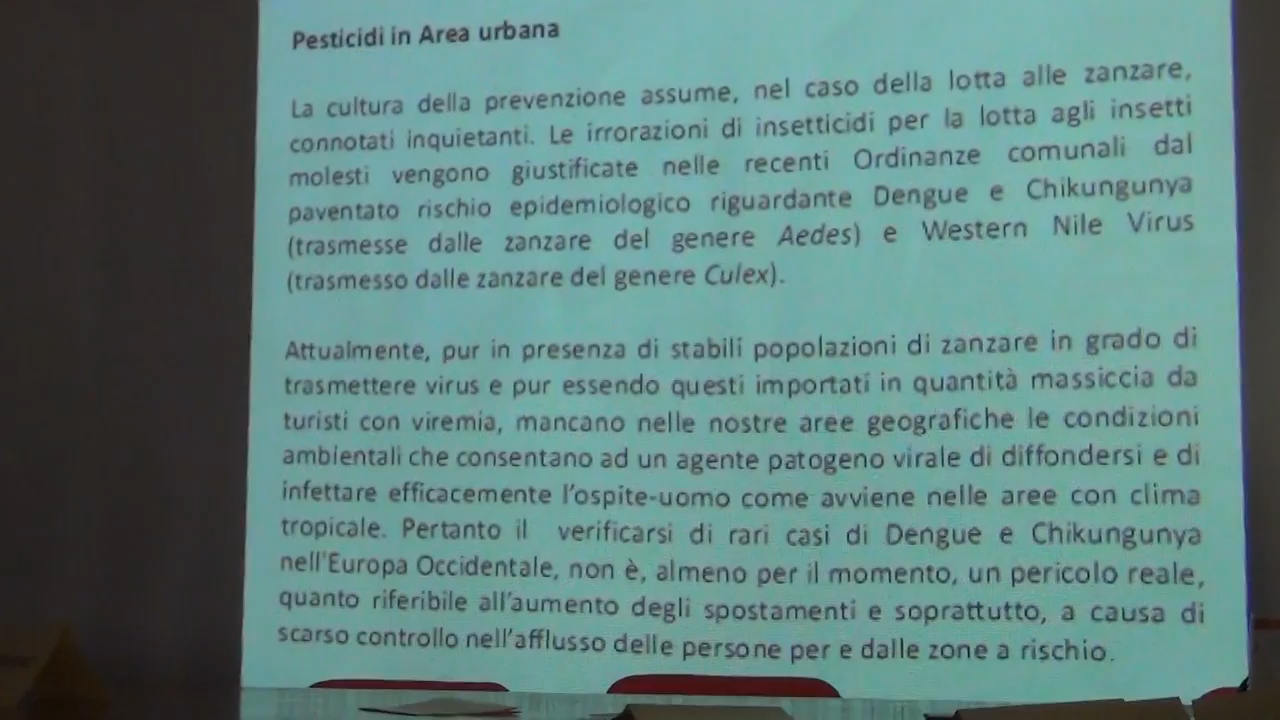 Pesticidi in Area urbana
La cultura della prevenzione assume, nel caso della lotta alle zanzare,
connotati inquietanti. Le irrorazioni di insetticidi per la lotta agli insetti
molesti vengono giustificate nelle recenti Ordinanze comunali dal
paventato rischio epidemiologico riguardante Dengue e Chikungunya
(trasmesse dalle zanzare del genere Aedes) e Western Nile Virus
(trasmesso dalle zanzare del genere Culex).
Attualmente, pur in presenza di stabili popolazioni di zanzare in grado di
trasmettere virus e pur essendo questi importati in quantità massiccia da
turisti con viremia, mancano nelle nostre aree geografiche le condizioni
ambientali che consentano ad un agente patogeno virale di diffondersi e di
infettare efficacemente l'ospite-uomo come avviene nelle aree con clima
tropicale. Pertanto il verificarsi di rari casi di Dengue e Chikungunya
nell'Europa Occidentale, non è, almeno per il momento, un pericolo reale,
quanto riferibile all'aumento degli spostamenti e soprattutto, a causa di
scarso controllo nell'afflusso delle persone per e dalle zone a rischio.